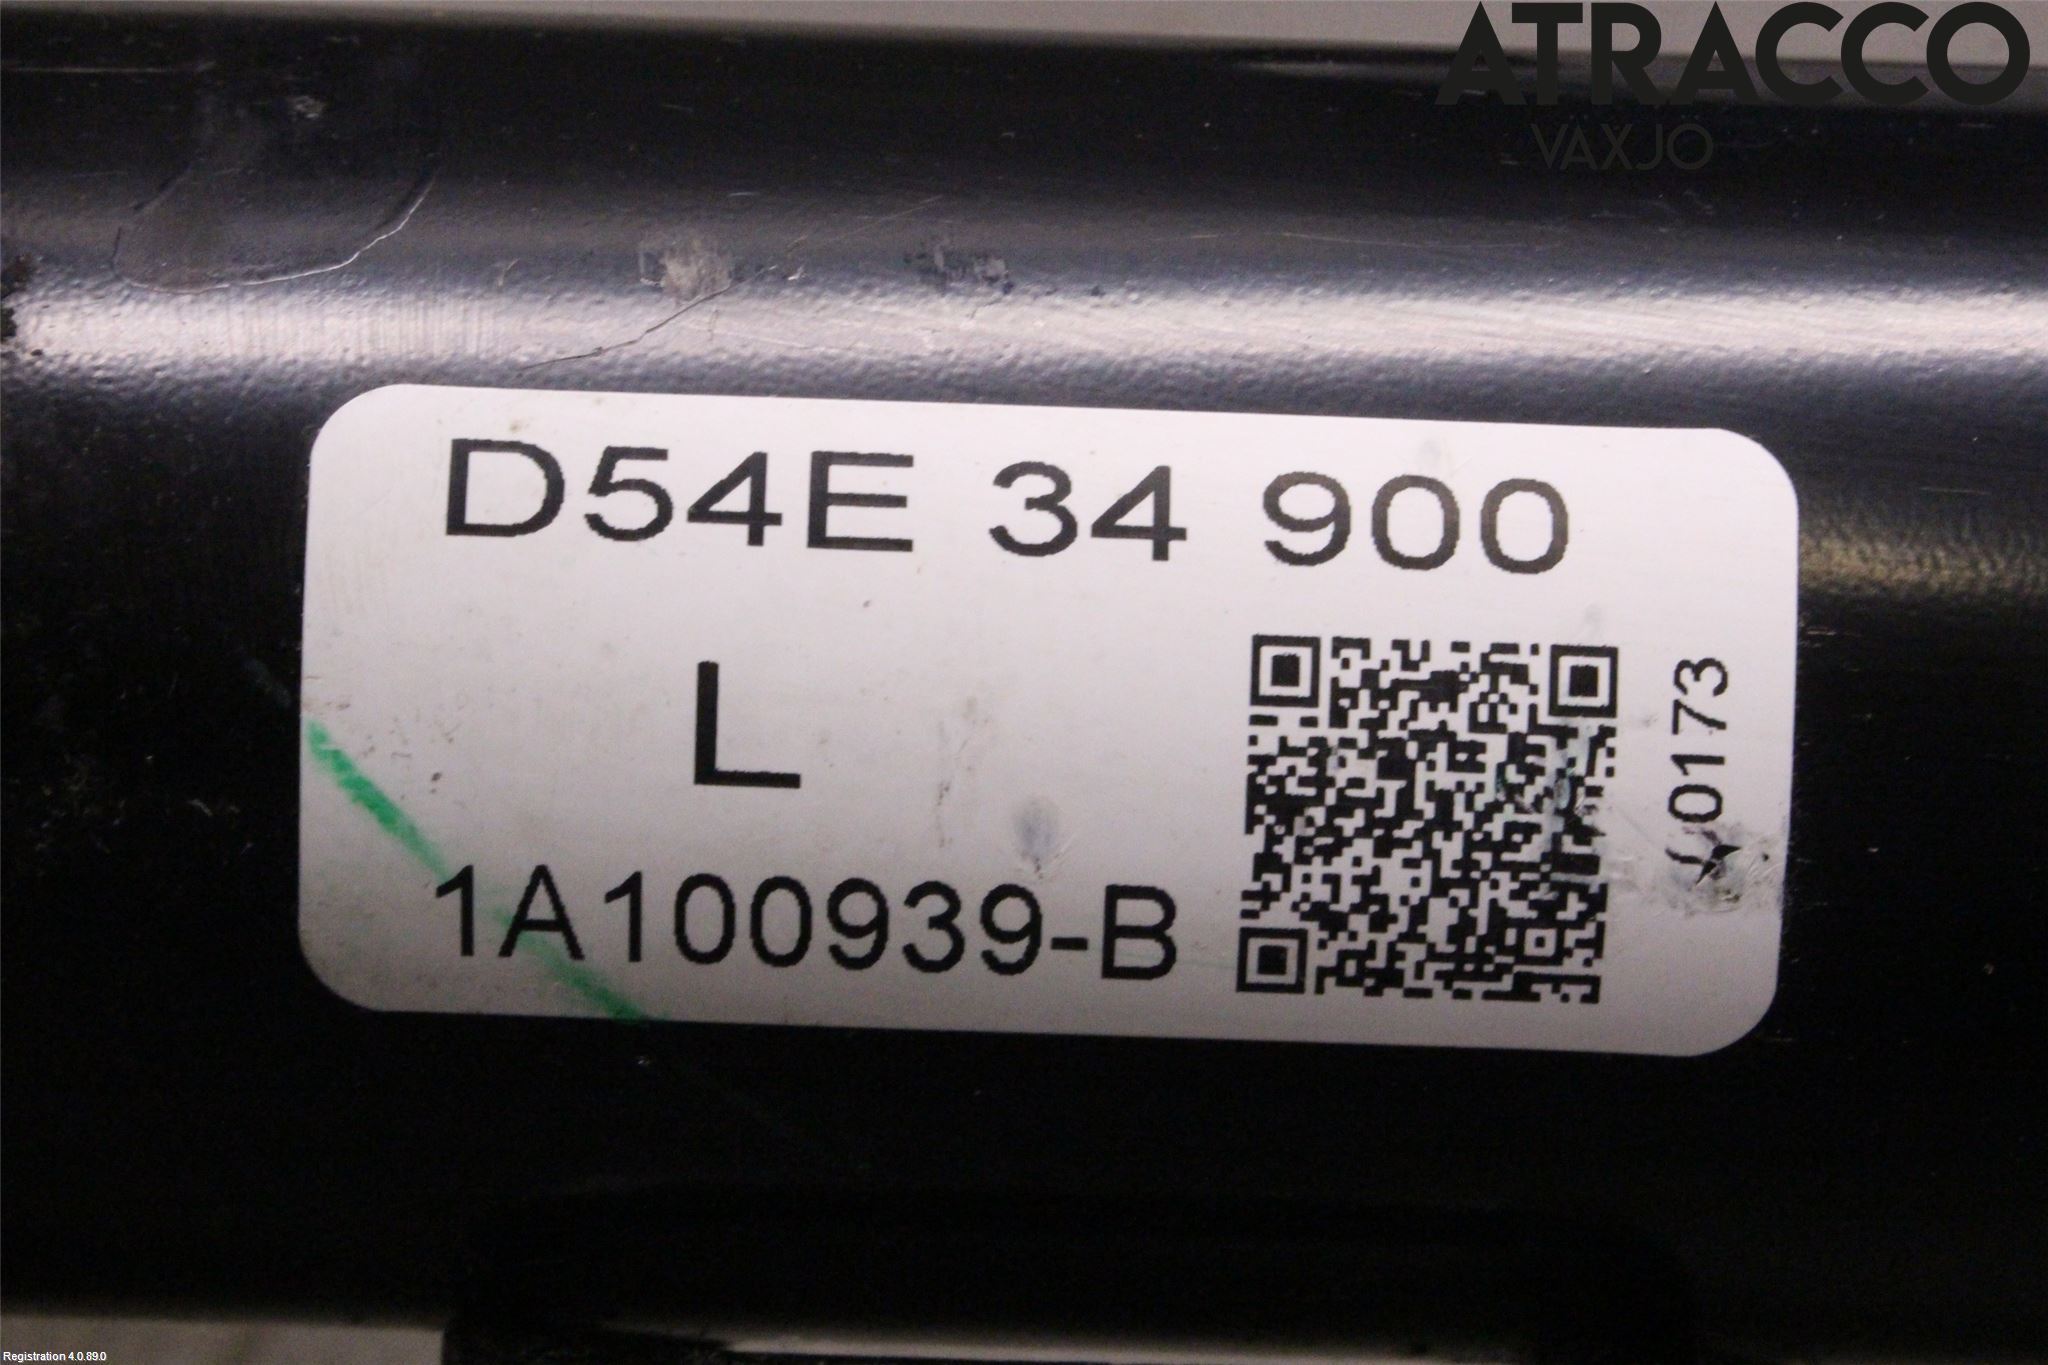 ATRACCO
VAXJO
D54E 34 900
L
0173
1A100939-B
Registration 4.0.89.0